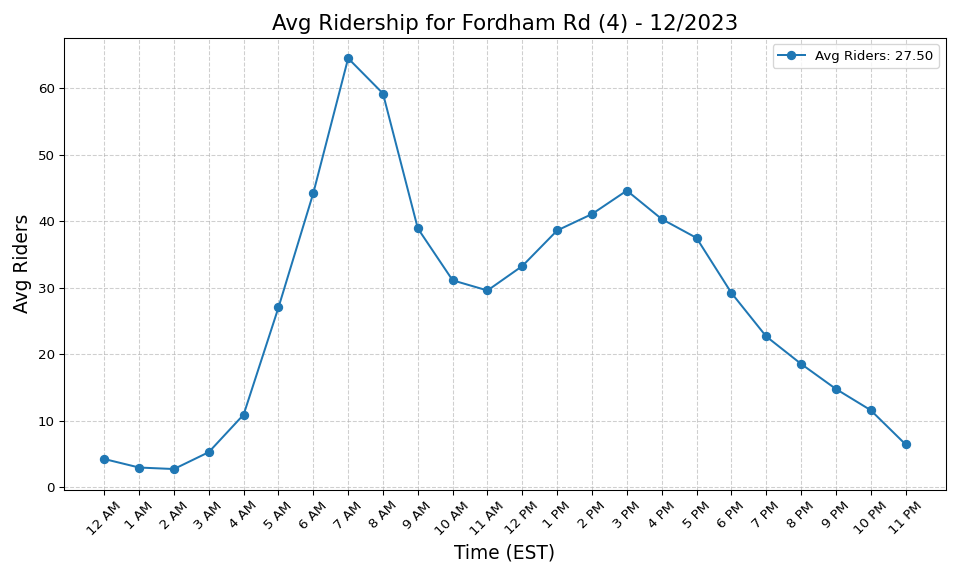 Avg Ridership for Fordham Rd (4) - 12/2023
Avg Riders: 27.50
Avg Riders
60
50
40
30
20
10
0
12 AM
1 AM
2 AM
3 AM
4 AM
5 AM
6 AM
7 AM
8 AM
9 AM
10 AM
11 AM
12 PM
1 PM
2 PM
3 PM
4 PM
5 PM
6 PM
7 PM
8 PM
9 PM
10 PM
11 PM
Time (EST)